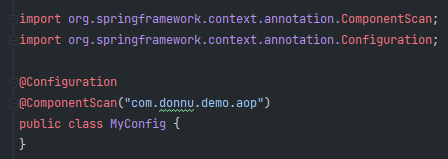 import org.springframework.context.annotation.ComponentScan;
import org.springframework.context.annotation.Configuration;
@Configuration
@ComponentScan("com.donnu.demo.aop")
public class MyConfig {
}